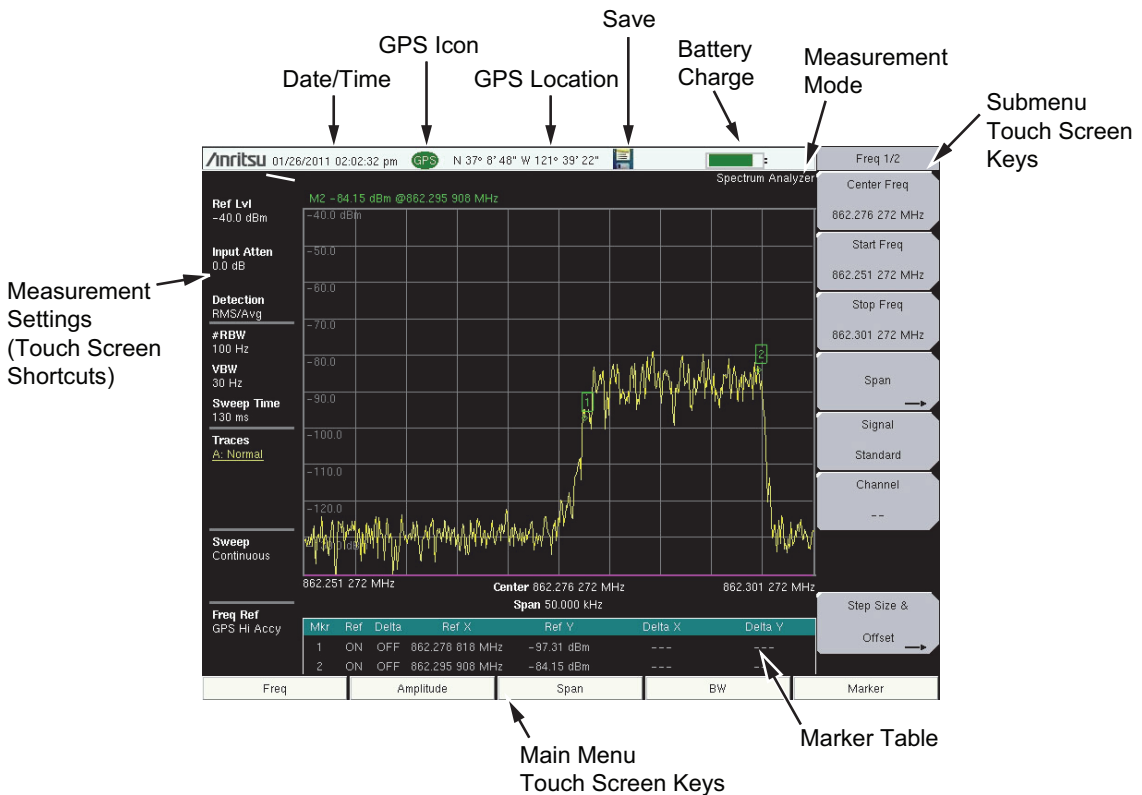 Save
GPS Icon
Battery
Charge
Measurement
Mode
Date/Time
GPS Location
Submenu
Touch Screen
Keys
Anritsu 01/26/2011 02:02:32 pm GPS N 37° 8' 48" W 121° 39' 22"
Freq 1/2
Spectrum Analyzer
Center Freq
862.276 272 MHz
M2 -84.15 dBm @862.295 908 MHz
Ref Lvl
-40.0 dBm
-40.0 dBm
Start Freq
862.251 272 MHz
Input Atten
0.0 dB
-50.0
Measurement
Settings
(Touch Screen
Shortcuts)
-60.0
Detection
RMS/Avg
Stop Freq
862.301 272 MHz
-70.0
#RBW
100 Hz
-80.0
2
VBW
30 Hz
Span
-90.0
1
Sweep Time
130 ms
Signal
Standard
-100.0
Traces
A: Normal
-110.0
Channel
--
-120.0
Sweep
Continuous
862.251 272 MHz
Center 862.276 272 MHz
862.301 272 MHz
Span 50.000 kHz
Freq Ref
GPS Hi Accy
Step Size &
Offset
Mkr Ref Delta Ref X Ref Y Delta X Delta Y
1 ON OFF 862.278 818 MHz -97.31 dBm --- ---
2 ON OFF 862.295 908 MHz -84.15 dBm --- ---
Freq Amplitude Span BW Marker
Marker Table
Main Menu
Touch Screen Keys